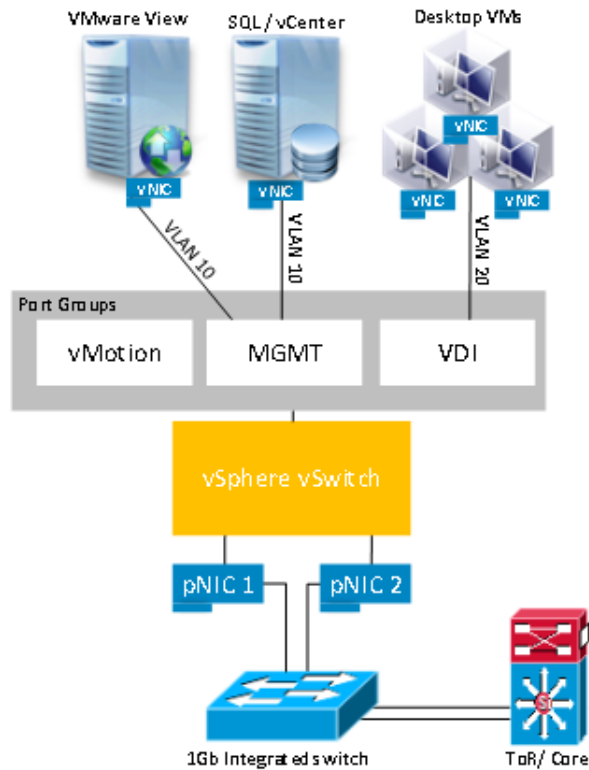 VMware View
SQL / vCenter
Desktop VMs
vNIC
vNIC
vNIC
vNIC
vNIC
VLAN 10
VLAN 10
VLAN 20
Port Groups
vMotion
MGMT
VDI
vSphere vSwitch
pNIC 1
pNIC 2
Si
1Gb Integrated switch
ToR/ Core